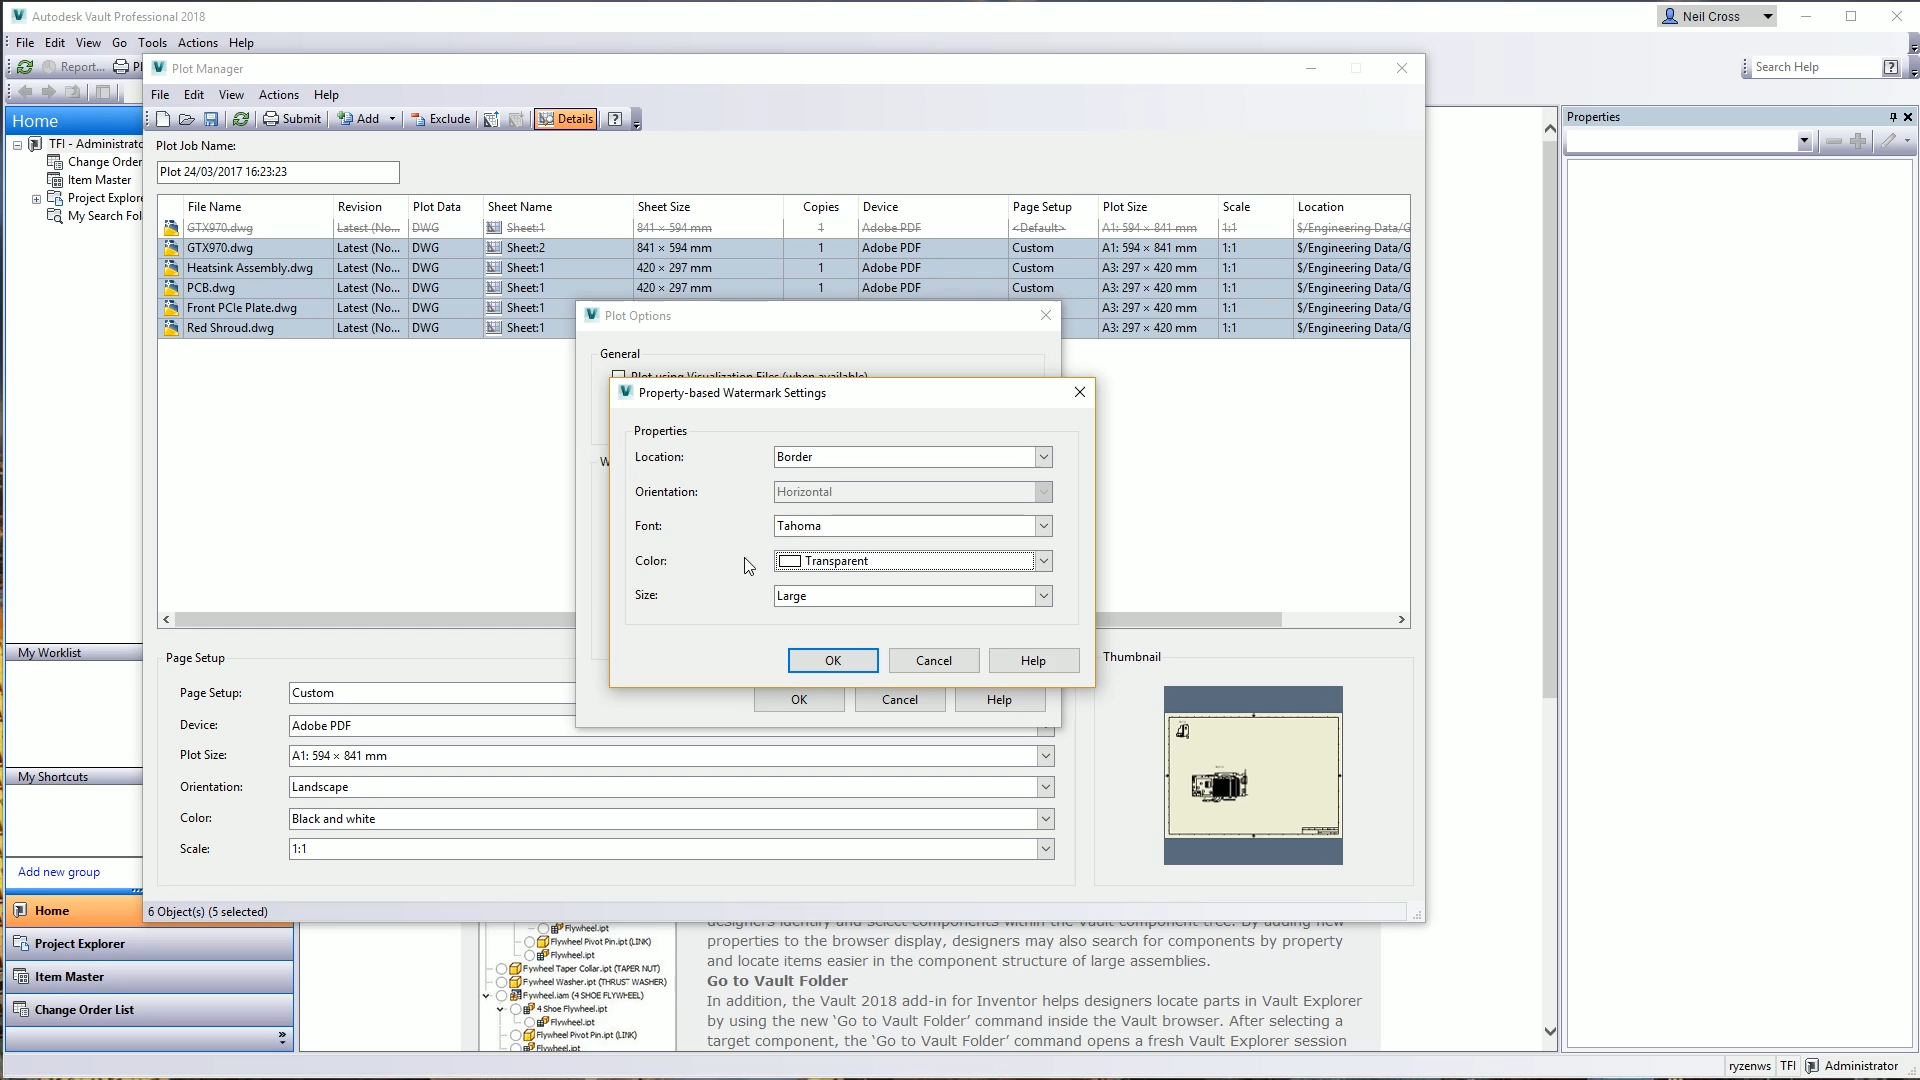 Autodesk Vault Professional 2018
Neil Cross
File Edit View Go Tools Actions Help
Report...
Search Help
Plot Manager
File Edit View Actions Help
Submit Add Exclude Details
Plot Job Name:
Plot 24/03/2017 16:23:23
Home
TFI - Administrato
Change Order
Item Master
Project Explore
My Search Fol
File Name Revision Plot Data Sheet Name Sheet Size Copies Device Page Setup Plot Size Scale Location
GTX970.dwg Latest (No... DWG Sheet:1 841 × 594 mm 1 Adobe PDF <Default> A1: 594 × 841 mm 1:1 $/Engineering Data/G
GTX970.dwg Latest (No... DWG Sheet:2 841 × 594 mm 1 Adobe PDF Custom A1: 594 × 841 mm 1:1 $/Engineering Data/G
Heatsink Assembly.dwg Latest (No... DWG Sheet:1 420 × 297 mm 1 Adobe PDF Custom A3: 297 × 420 mm 1:1 $/Engineering Data/G
PCB.dwg Latest (No... DWG Sheet:1 420 × 297 mm 1 Adobe PDF Custom A3: 297 × 420 mm 1:1 $/Engineering Data/G
Front PCIe Plate.dwg Latest (No... DWG Sheet:1 A3: 297 × 420 mm 1:1 $/Engineering Data/G
Red Shroud.dwg Latest (No... DWG Sheet:1 A3: 297 × 420 mm 1:1 $/Engineering Data/G
Plot Options
General
Plot using Visualization Files (when available)
Property-based Watermark Settings
Properties
Location: Border
Orientation: Horizontal
Font: Tahoma
Color: Transparent
Size: Large
OK Cancel Help
OK Cancel Help
Page Setup
Page Setup: Custom
Device: Adobe PDF
Plot Size: A1: 594 × 841 mm
Orientation: Landscape
Color: Black and white
Scale: 1:1
Thumbnail
6 Object(s) (5 selected)
My Worklist
My Shortcuts
Add new group
Home
Project Explorer
Item Master
Change Order List
Properties
Flywheel.ipt
Flywheel Pivot Pin.ipt (LINK)
Flywheel.ipt
Flywheel Taper Collar.ipt (TAPER NUT)
Flywheel Washer.ipt (THRUST WASHER)
Flywheel.iam (4 SHOE FLYWHEEL)
4 Shoe Flywheel.ipt
Flywheel.ipt
Flywheel Pivot Pin.ipt (LINK)
Flywheel.ipt
designers identify and select components within the Vault component tree. By adding new
properties to the browser display, designers may also search for components by property
and locate items easier in the component structure of large assemblies.
Go to Vault Folder
In addition, the Vault 2018 add-in for Inventor helps designers locate parts in Vault Explorer
by using the new ‘Go to Vault Folder’ command inside the Vault browser. After selecting a
target component, the ‘Go to Vault Folder’ command opens a fresh Vault Explorer session
ryzenws TFI Administrator